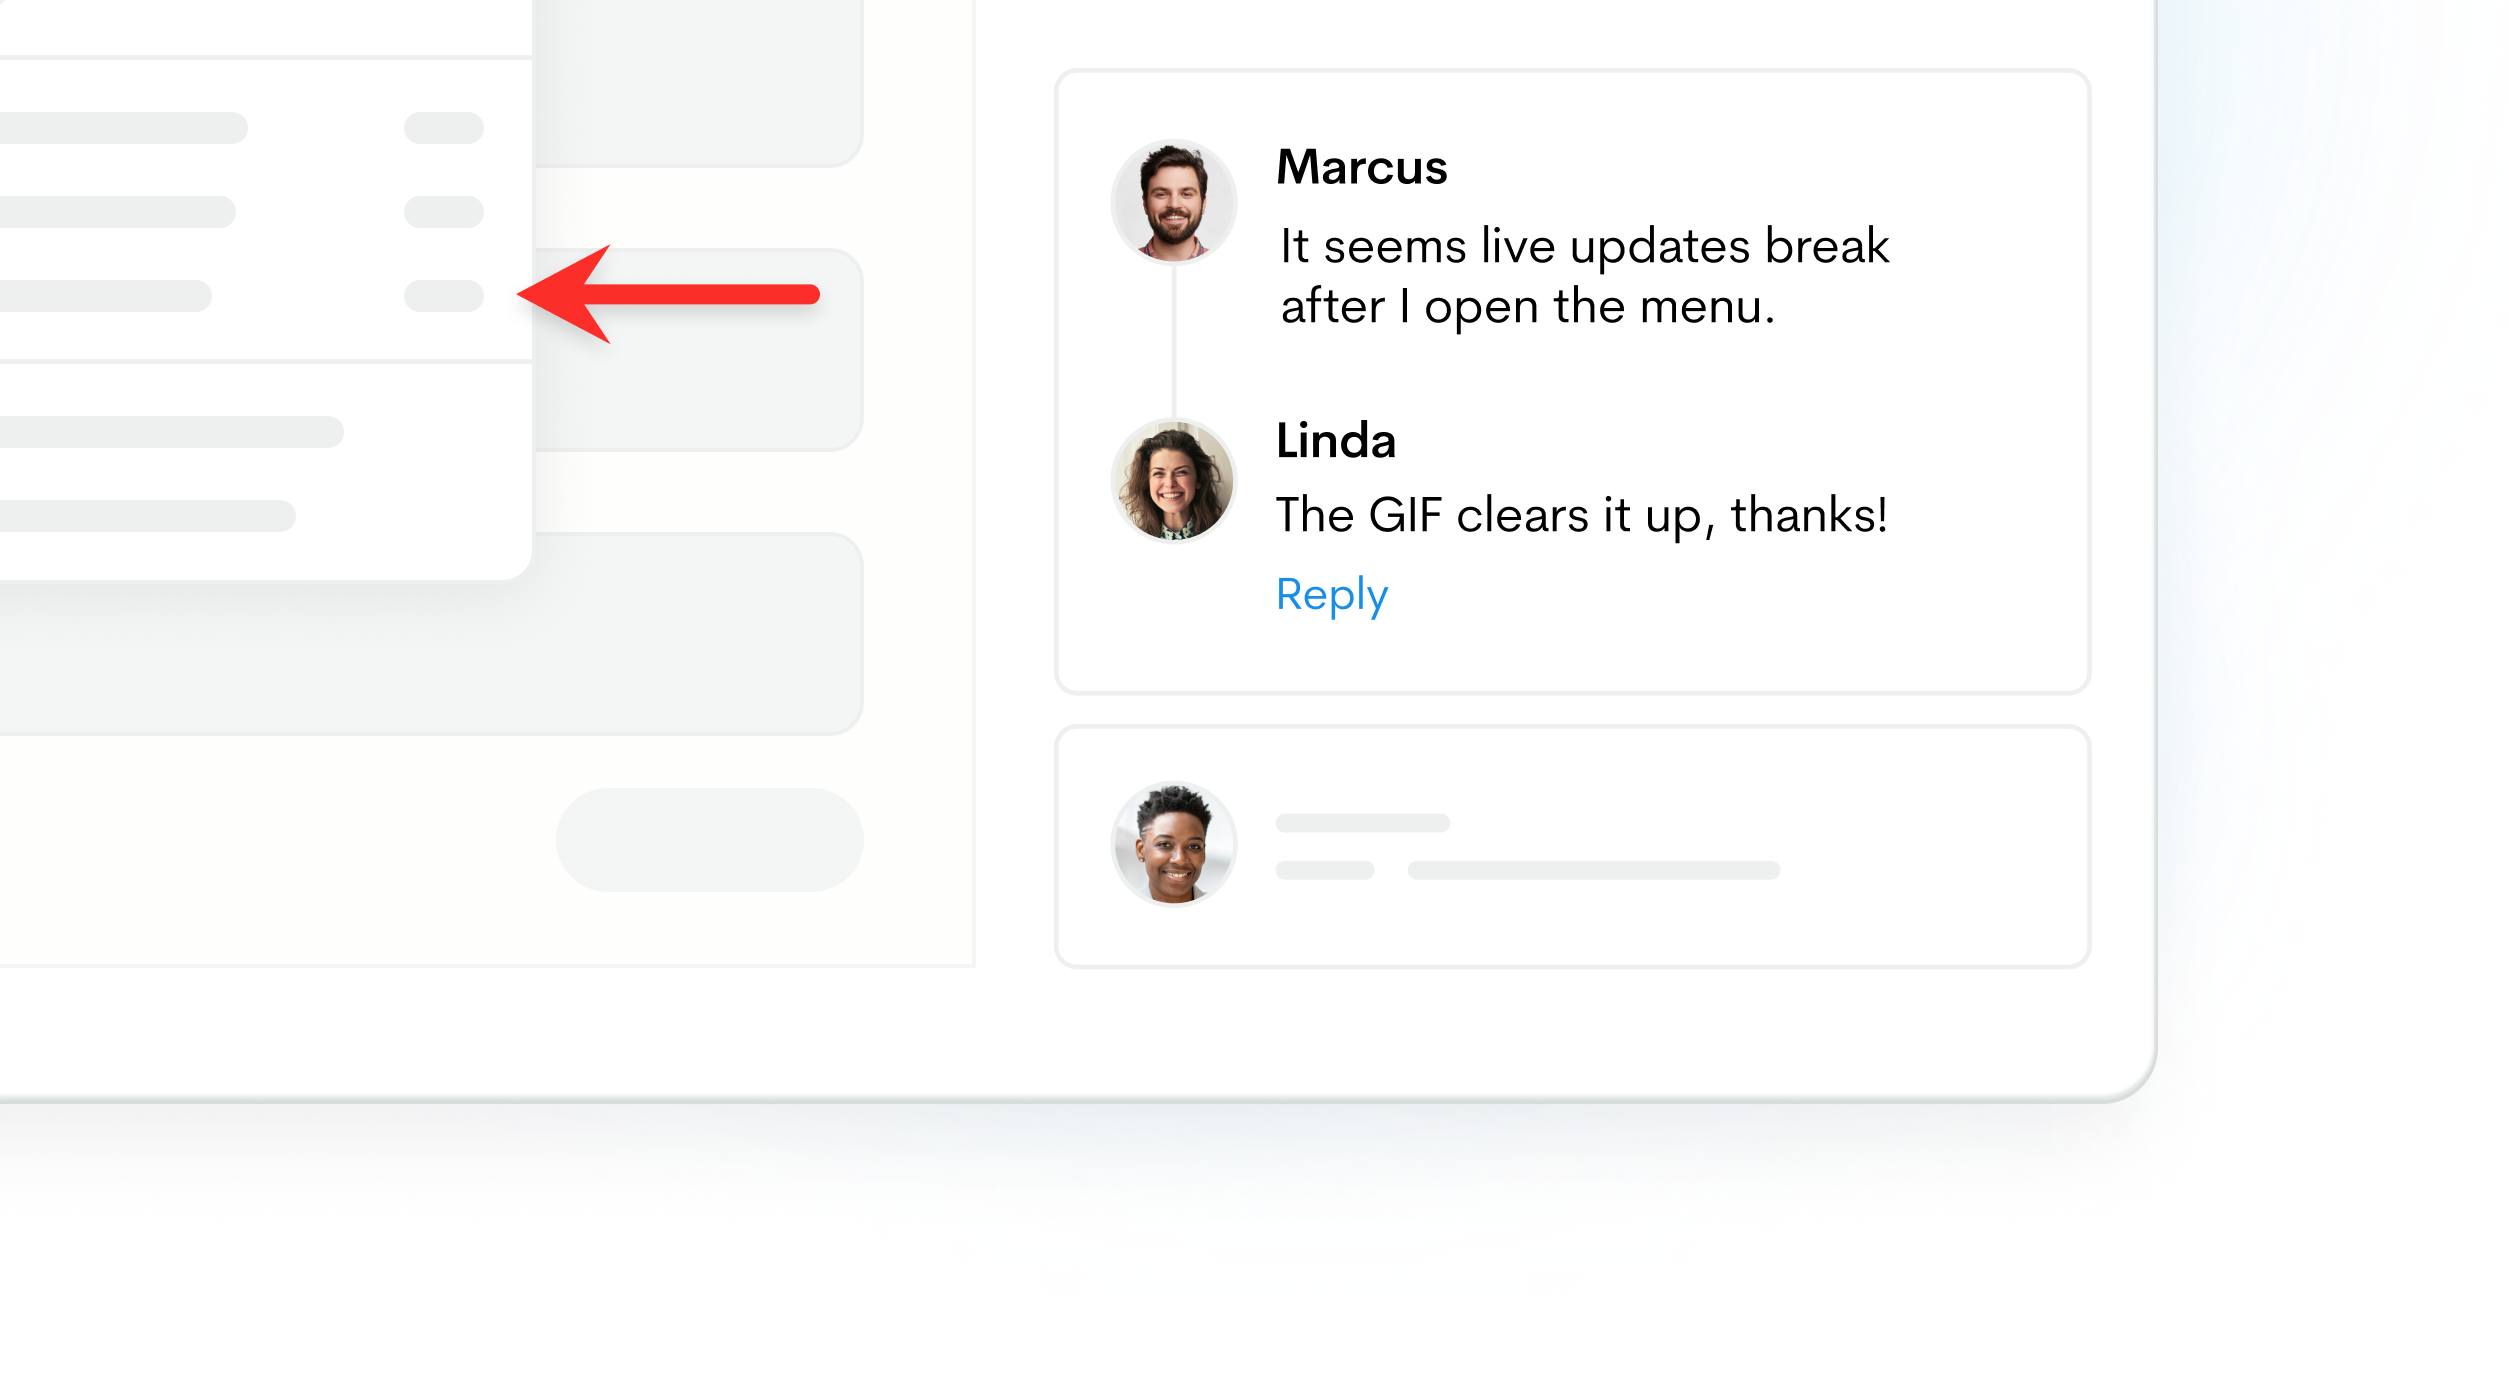 Marcus
It seems live updates break
after I open the menu.
Linda
The GIF clears it up, thanks!
Reply